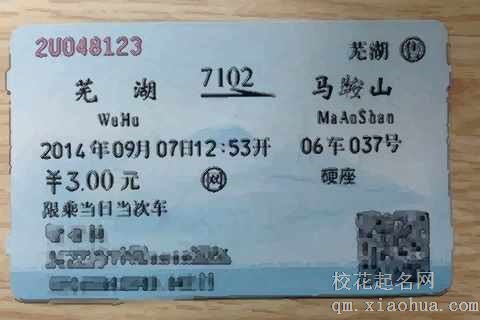 2U048123
芜湖 售
芜湖 7102 马鞍山
WuHu MaAnShan
2014年09月07日12:53开 06车037号
￥3.00元 网 硬座
限乘当日当次车
校花起名网
qm.xiaohua.com